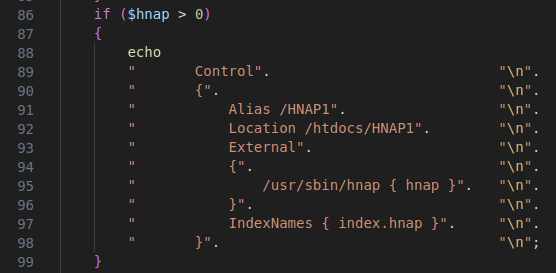 86 if ($hnap > 0)
87 {
88 echo
89 " Control". "\n".
90 " {". "\n".
91 " Alias /HNAP1". "\n".
92 " Location /htdocs/HNAP1". "\n".
93 " External". "\n".
94 " {". "\n".
95 " /usr/sbin/hnap { hnap }". "\n".
96 " }". "\n".
97 " IndexNames { index.hnap }". "\n".
98 " }". "\n";
99 }